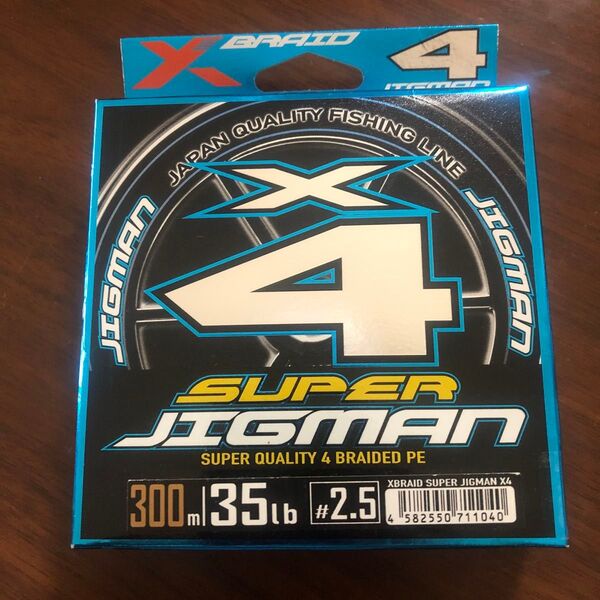 X BRAID
4
JIGMAN
JAPAN QUALITY FISHING LINE
JIGMAN
JIGMAN
X
4
SUPER
JIGMAN
SUPER QUALITY 4 BRAIDED PE
300m 35lb #2.5
XBRAID SUPER JIGMAN X4
4 582550 711040